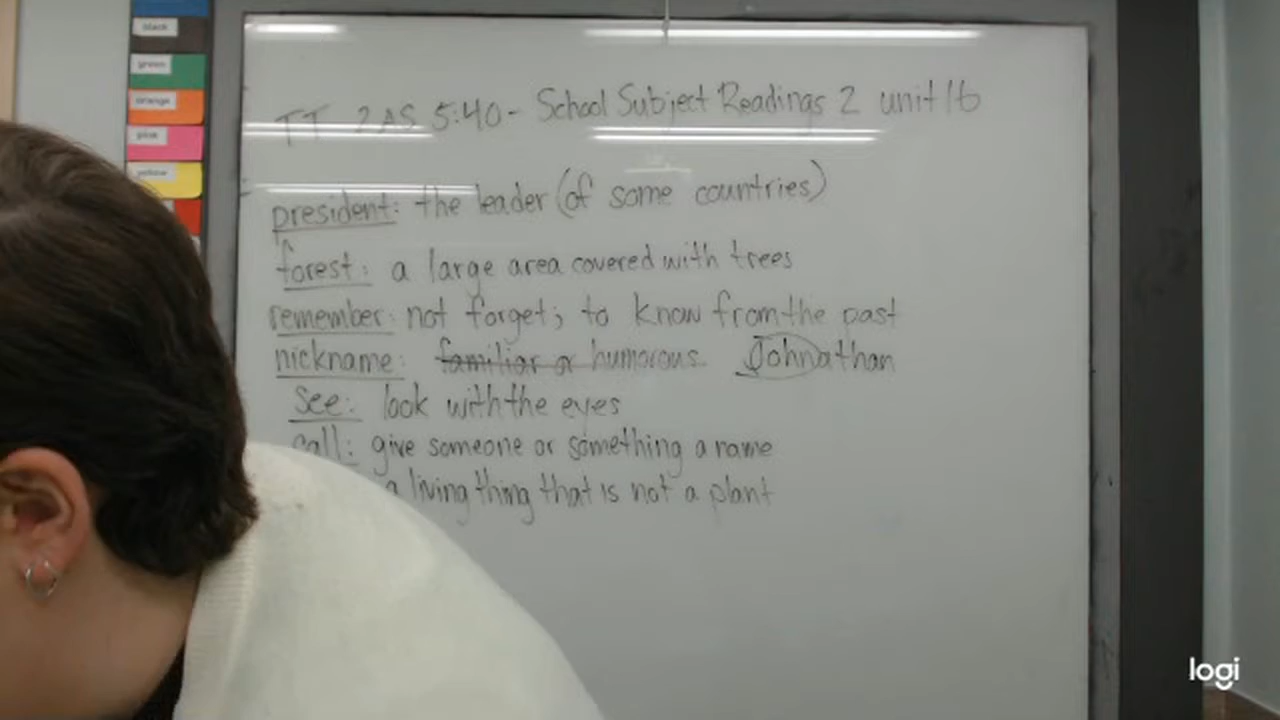 black
green
orange
pink
yellow
TT 2AS 5:40- School Subject Readings 2 unit 16
president: the leader (of some countries)
forest: a large area covered with trees
remember: not forget; to know from the past
nickname: familiar or humorous Johnathan
see: look with the eyes
call: give someone or something a name
a living thing that is not a plant
logi